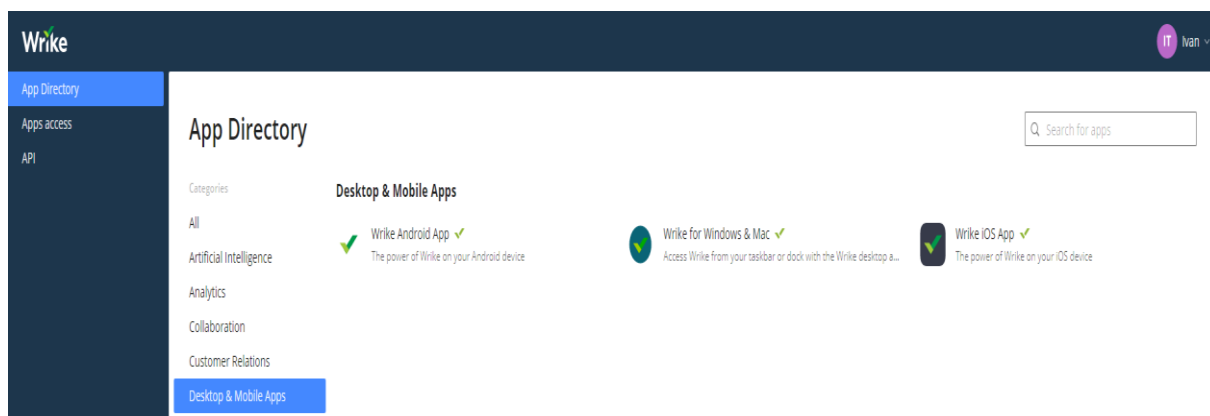 Wrike
IT Ivan
App Directory
Apps access
API
App Directory
Search for apps
Categories
All
Artificial Intelligence
Analytics
Collaboration
Customer Relations
Desktop & Mobile Apps
Desktop & Mobile Apps
Wrike Android App
The power of Wrike on your Android device
Wrike for Windows & Mac
Access Wrike from your taskbar or dock with the Wrike desktop a...
Wrike iOS App
The power of Wrike on your iOS device